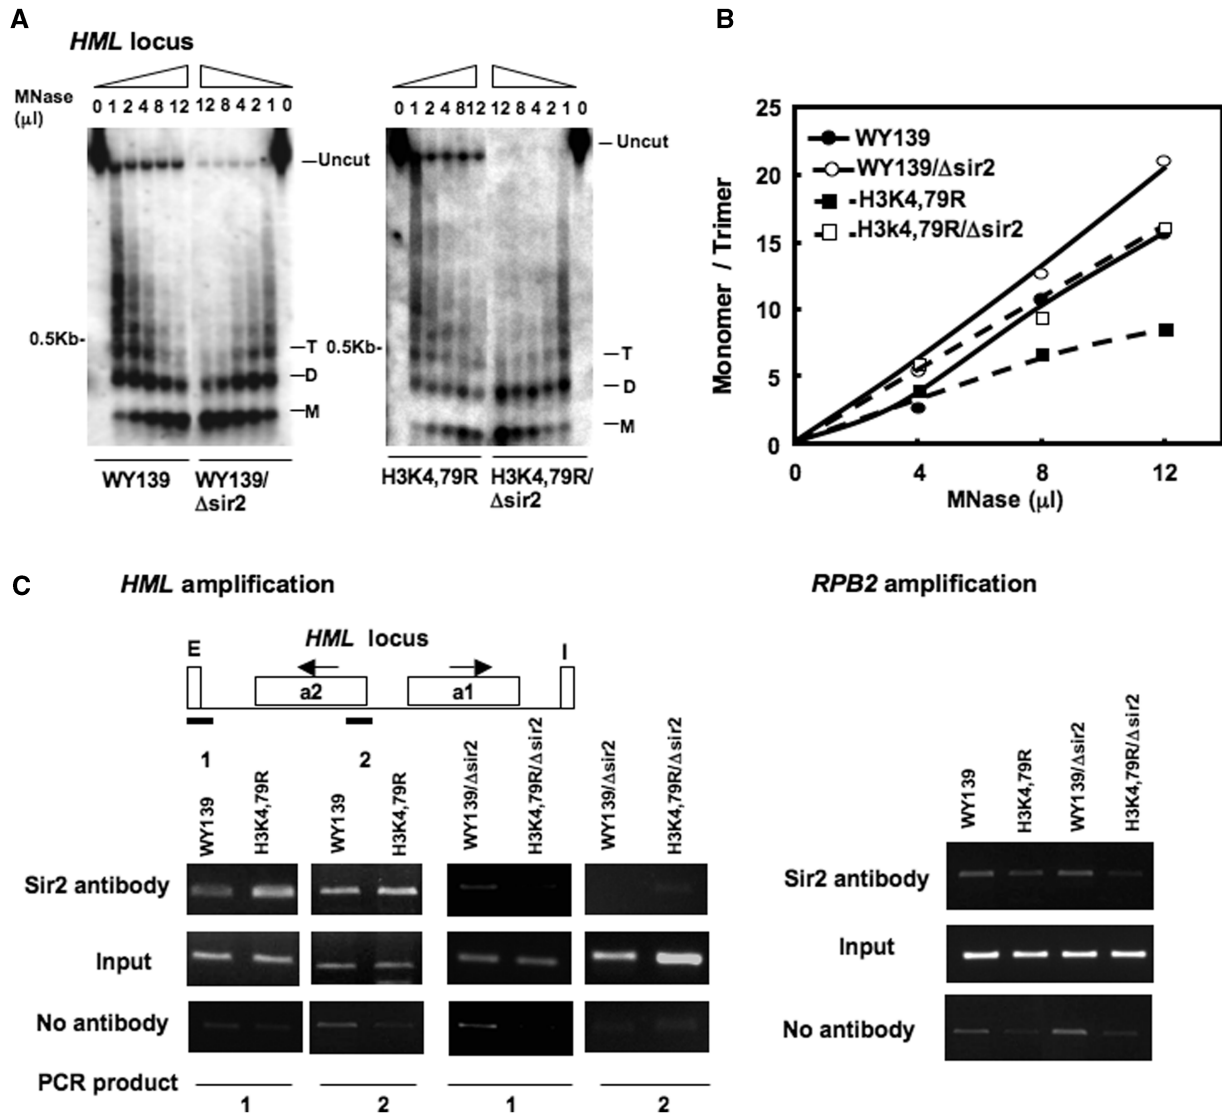 A
HML locus
MNase
(µl)
0 1 2 4 8 12 12 8 4 2 1 0
0 1 2 4 8 12 12 8 4 2 1 0
Uncut
Uncut
0.5Kb-
T
D
M
0.5Kb-
T
D
M
WY139
WY139/
Δsir2
H3K4,79R
H3K4,79R/
Δsir2
B
25
20
15
10
5
0
Monomer / Trimer
WY139
WY139/Δsir2
H3K4,79R
H3k4,79R/Δsir2
0 4 8 12
MNase (µl)
C
HML amplification
HML locus
E
I
a2
a1
1
2
WY139
H3K4,79R
WY139
H3K4,79R
WY139/Δsir2
H3K4,79R/Δsir2
WY139/Δsir2
H3K4,79R/Δsir2
Sir2 antibody
Input
No antibody
PCR product
1
2
1
2
RPB2 amplification
WY139
H3K4,79R
WY139/Δsir2
H3K4,79R/Δsir2
Sir2 antibody
Input
No antibody